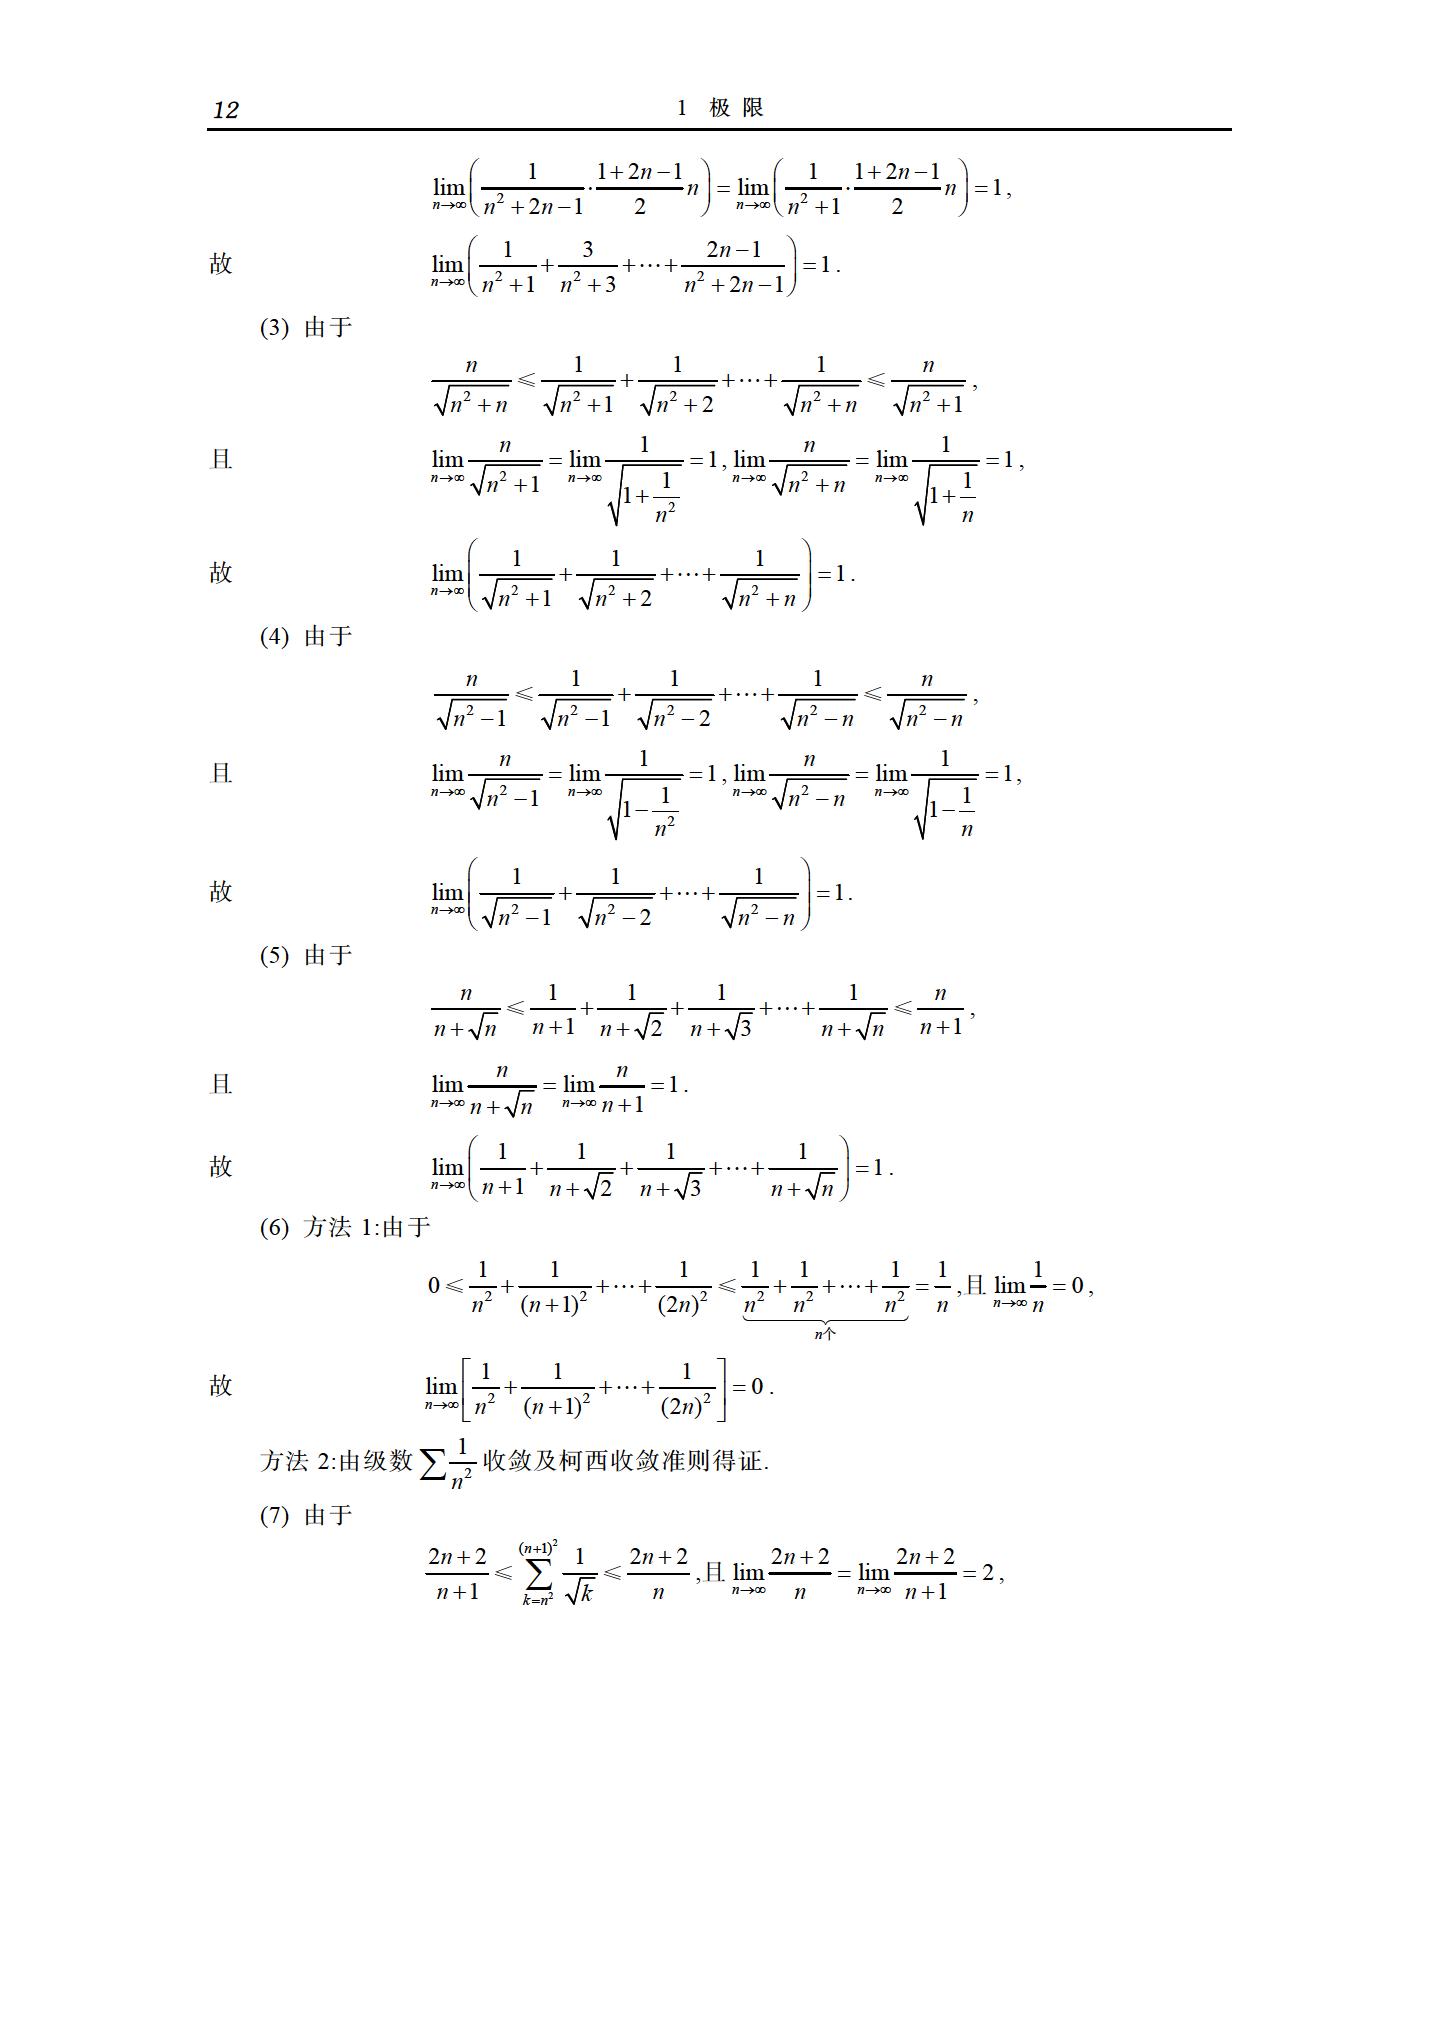 12 1 极 限
$\lim_{n\to\infty}\left(\frac{1}{n^2+2n-1}\cdot\frac{1+2n-1}{2}n\right)=\lim_{n\to\infty}\left(\frac{1}{n^2+1}\cdot\frac{1+2n-1}{2}n\right)=1,$
故 $\lim_{n\to\infty}\left(\frac{1}{n^2+1}+\frac{3}{n^2+3}+\cdots+\frac{2n-1}{n^2+2n-1}\right)=1.$
(3) 由于
$\frac{n}{\sqrt{n^2+n}}\leqslant\frac{1}{\sqrt{n^2+1}}+\frac{1}{\sqrt{n^2+2}}+\cdots+\frac{1}{\sqrt{n^2+n}}\leqslant\frac{n}{\sqrt{n^2+1}},$
且 $\lim_{n\to\infty}\frac{n}{\sqrt{n^2+1}}=\lim_{n\to\infty}\frac{1}{\sqrt{1+\frac{1}{n^2}}}=1,\lim_{n\to\infty}\frac{n}{\sqrt{n^2+n}}=\lim_{n\to\infty}\frac{1}{\sqrt{1+\frac{1}{n}}}=1,$
故 $\lim_{n\to\infty}\left(\frac{1}{\sqrt{n^2+1}}+\frac{1}{\sqrt{n^2+2}}+\cdots+\frac{1}{\sqrt{n^2+n}}\right)=1.$
(4) 由于
$\frac{n}{\sqrt{n^2-1}}\leqslant\frac{1}{\sqrt{n^2-1}}+\frac{1}{\sqrt{n^2-2}}+\cdots+\frac{1}{\sqrt{n^2-n}}\leqslant\frac{n}{\sqrt{n^2-n}},$
且 $\lim_{n\to\infty}\frac{n}{\sqrt{n^2-1}}=\lim_{n\to\infty}\frac{1}{\sqrt{1-\frac{1}{n^2}}}=1,\lim_{n\to\infty}\frac{n}{\sqrt{n^2-n}}=\lim_{n\to\infty}\frac{1}{\sqrt{1-\frac{1}{n}}}=1,$
故 $\lim_{n\to\infty}\left(\frac{1}{\sqrt{n^2-1}}+\frac{1}{\sqrt{n^2-2}}+\cdots+\frac{1}{\sqrt{n^2-n}}\right)=1.$
(5) 由于
$\frac{n}{n+\sqrt{n}}\leqslant\frac{1}{n+1}+\frac{1}{n+\sqrt{2}}+\frac{1}{n+\sqrt{3}}+\cdots+\frac{1}{n+\sqrt{n}}\leqslant\frac{n}{n+1},$
且 $\lim_{n\to\infty}\frac{n}{n+\sqrt{n}}=\lim_{n\to\infty}\frac{n}{n+1}=1.$
故 $\lim_{n\to\infty}\left(\frac{1}{n+1}+\frac{1}{n+\sqrt{2}}+\frac{1}{n+\sqrt{3}}+\cdots+\frac{1}{n+\sqrt{n}}\right)=1.$
(6) 方法 1:由于
$0\leqslant\frac{1}{n^2}+\frac{1}{(n+1)^2}+\cdots+\frac{1}{(2n)^2}\leqslant\underbrace{\frac{1}{n^2}+\frac{1}{n^2}+\cdots+\frac{1}{n^2}}_{n个}=\frac{1}{n}$,且 $\lim_{n\to\infty}\frac{1}{n}=0,$
故 $\lim_{n\to\infty}\left[\frac{1}{n^2}+\frac{1}{(n+1)^2}+\cdots+\frac{1}{(2n)^2}\right]=0.$
方法 2:由级数 $\sum\frac{1}{n^2}$ 收敛及柯西收敛准则得证.
(7) 由于
$\frac{2n+2}{n+1}\leqslant\sum_{k=n^2}^{(n+1)^2}\frac{1}{\sqrt{k}}\leqslant\frac{2n+2}{n}$,且 $\lim_{n\to\infty}\frac{2n+2}{n}=\lim_{n\to\infty}\frac{2n+2}{n+1}=2,$